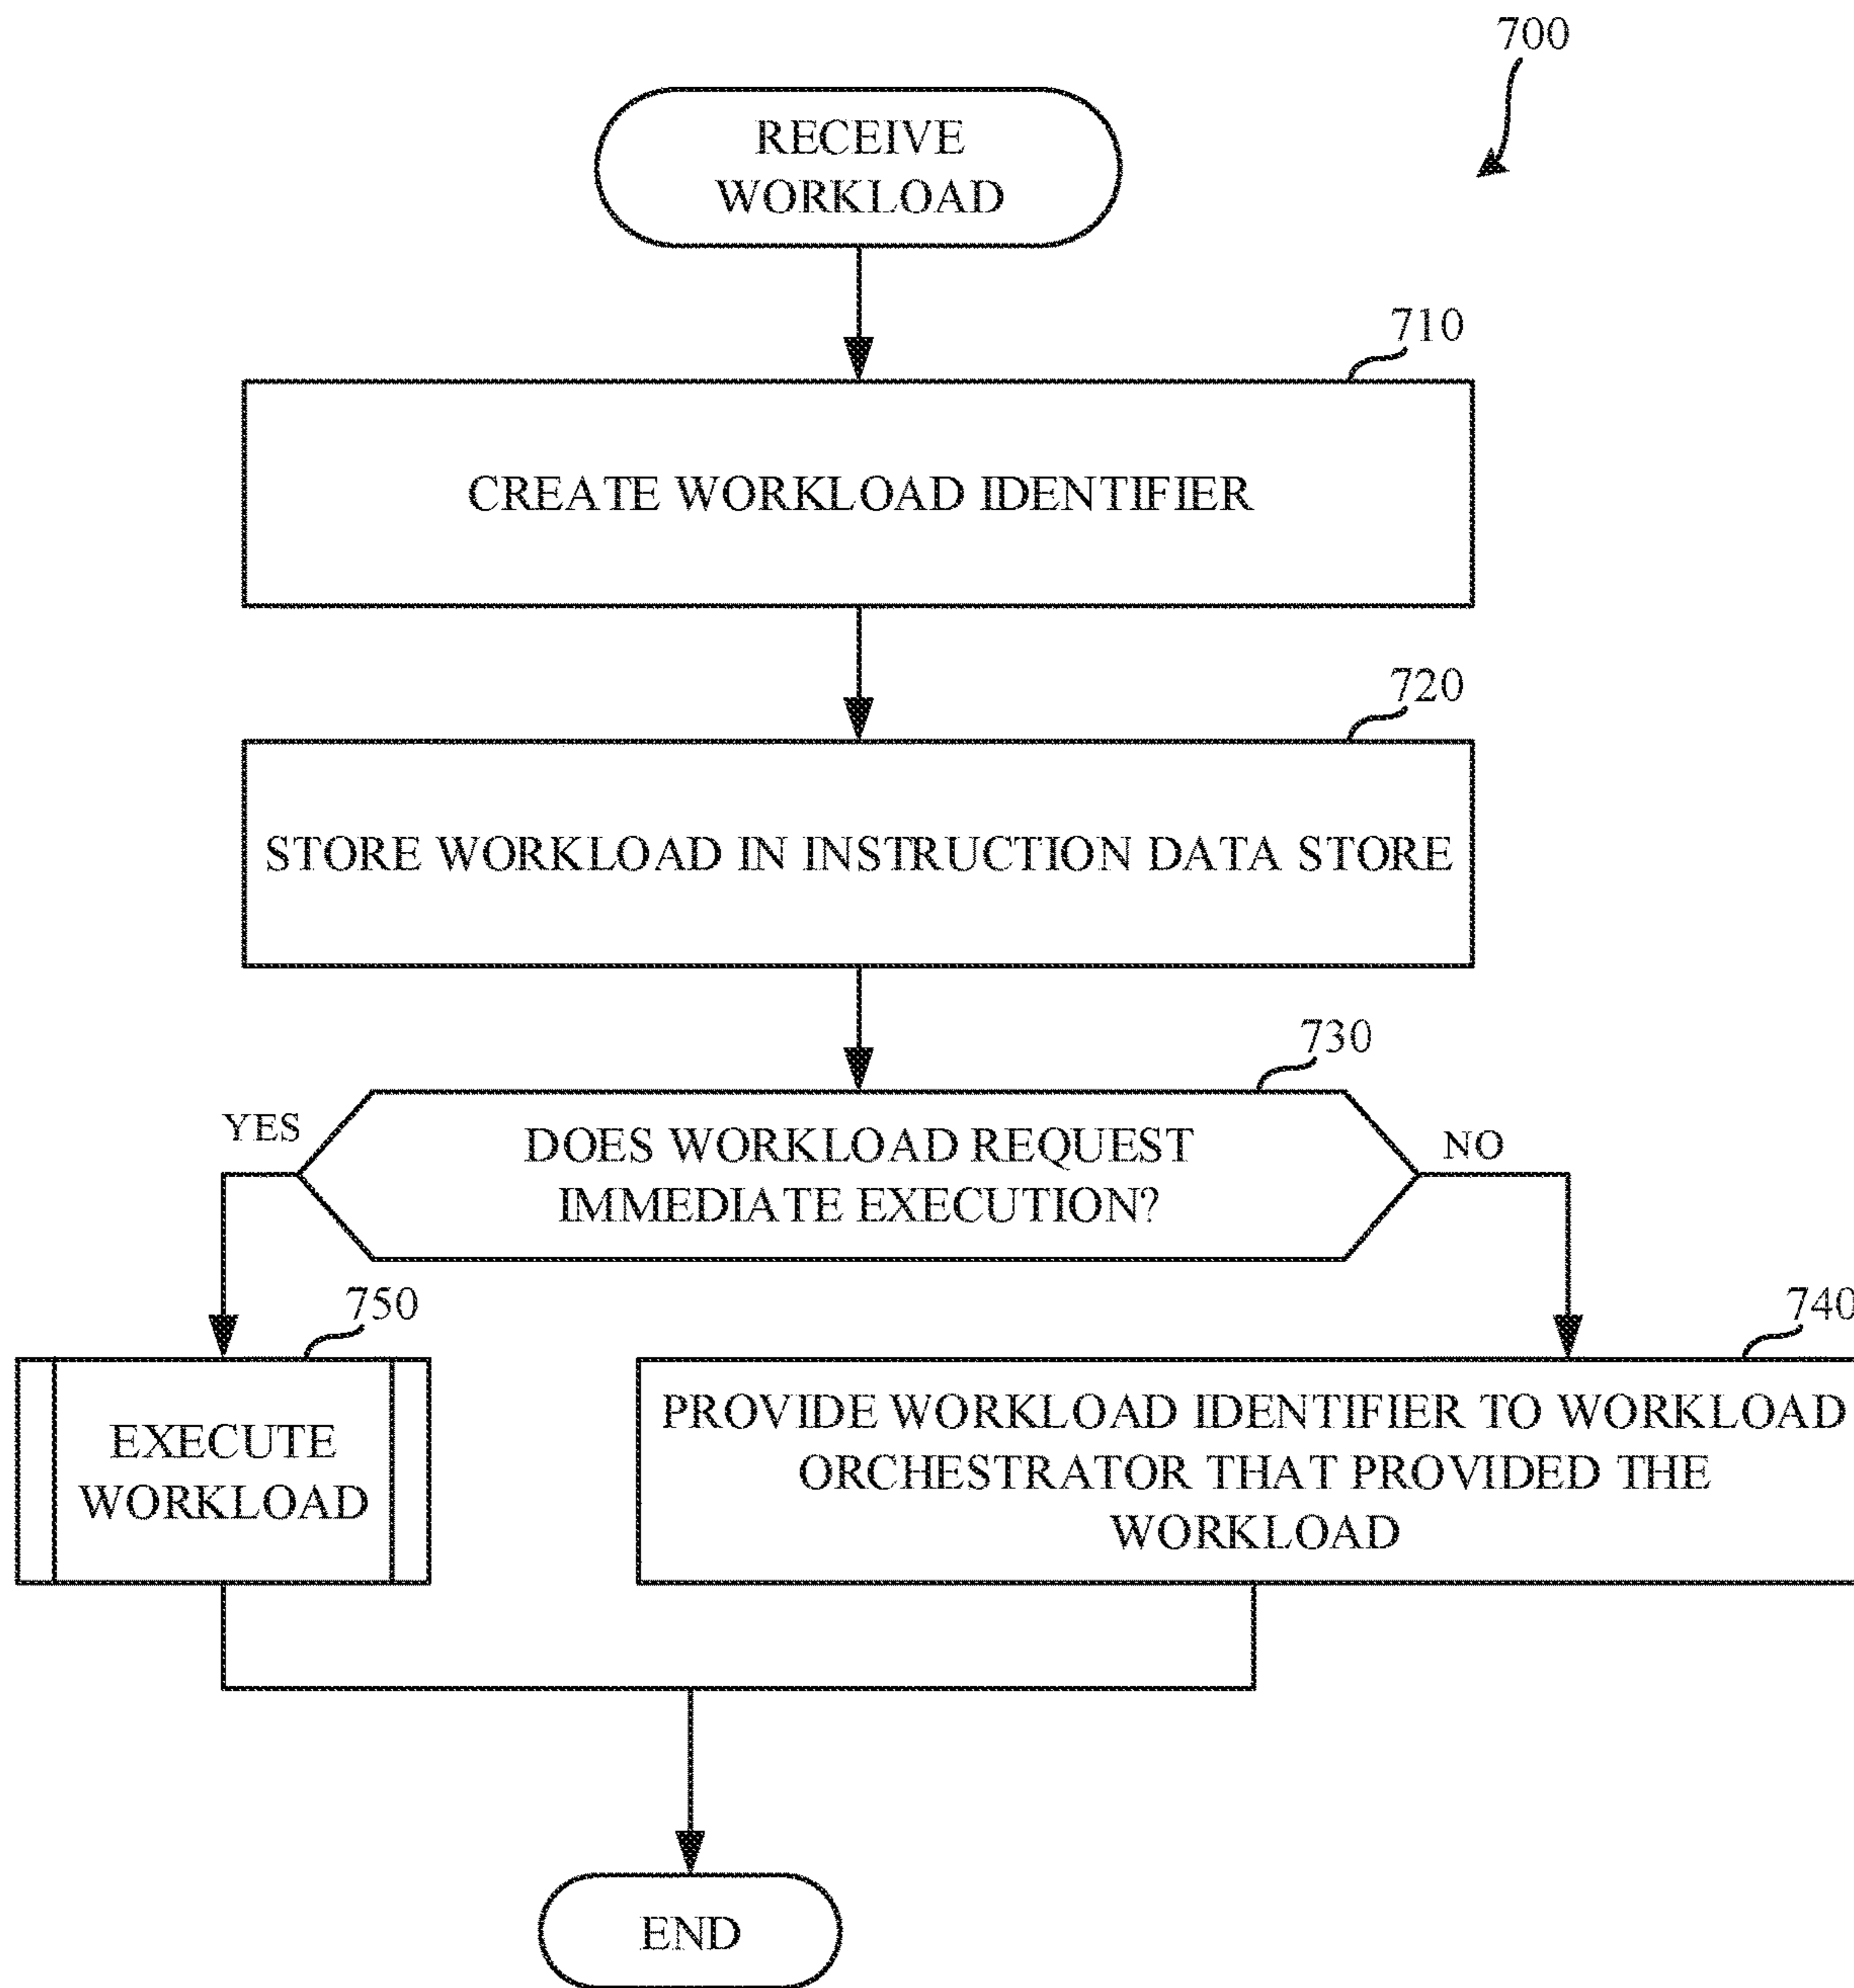 700
RECEIVE
WORKLOAD
710
CREATE WORKLOAD IDENTIFIER
720
STORE WORKLOAD IN INSTRUCTION DATA STORE
730
YES
DOES WORKLOAD REQUEST
IMMEDIATE EXECUTION?
NO
750
EXECUTE
WORKLOAD
740
PROVIDE WORKLOAD IDENTIFIER TO WORKLOAD
ORCHESTRATOR THAT PROVIDED THE
WORKLOAD
END